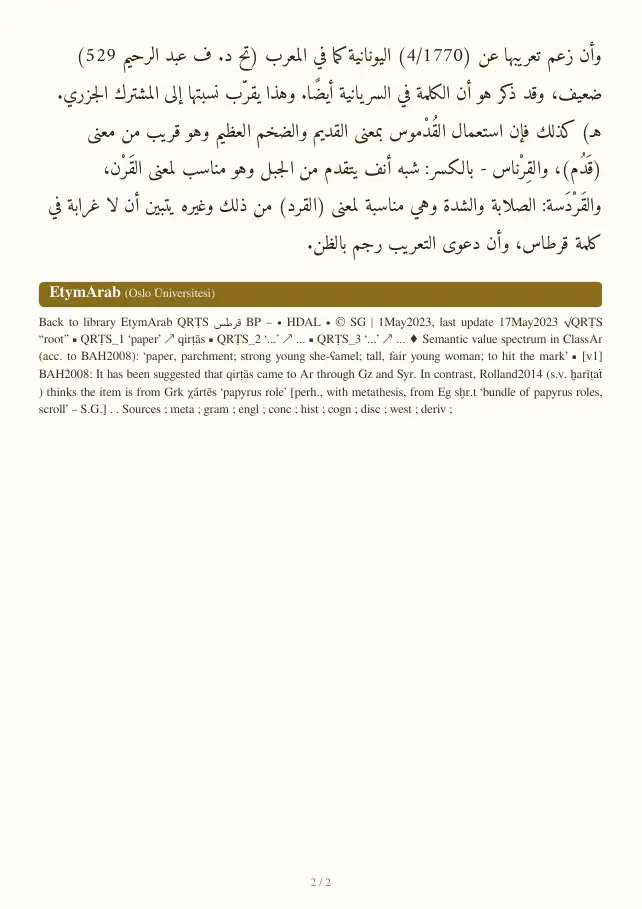 وأن زعم تعريبها عن (4/1770) اليونانية كما في المعرب (تح د. ف عبد الرحيم 529)
ضعيف، وقد ذكر هو أن الكلمة في السريانية أيضًا. وهذا يقرّب نسبتها إلى المشترك الجزري.
هـ) كذلك فإن استعمال القُدْموس بمعنى القديم والضخم العظيم وهو قريب من معنى
(قَدُم)، والقِرْناس - بالكسر: شبه أنف يتقدم من الجبل وهو مناسب لمعنى القَرْن،
والقَرْدَسة: الصلابة والشدة وهي مناسبة لمعنى (القرد) من ذلك وغيره يتبين أن لا غرابة في
كلمة قرطاس، وأن دعوى التعريب رجم بالظن.
EtymArab (Oslo Üniversitesi)
Back to library EtymArab QRṬS قرطس BP – • HDAL • © SG | 1May2023, last update 17May2023 √QRṬS
“root” ▪ QRṬS_1 ‘paper’ ↗ qirṭās ▪ QRṬS_2 ‘...’ ↗ ... ▪ QRṬS_3 ‘...’ ↗ ... ♦ Semantic value spectrum in ClassAr
(acc. to BAH2008): ‘paper, parchment; strong young she-ʕamel; tall, fair young woman; to hit the mark’ ▪ [v1]
BAH2008: It has been suggested that qirṭās came to Ar through Gz and Syr. In contrast, Rolland2014 (s.v. ḫarīṭaï
) thinks the item is from Grk χártēs ‘papyrus role’ [perh., with metathesis, from Eg sḫr.t ‘bundle of papyrus roles,
scroll’ – S.G.] . . Sources ; meta ; gram ; engl ; conc ; hist ; cogn ; disc ; west ; deriv ;
2 / 2